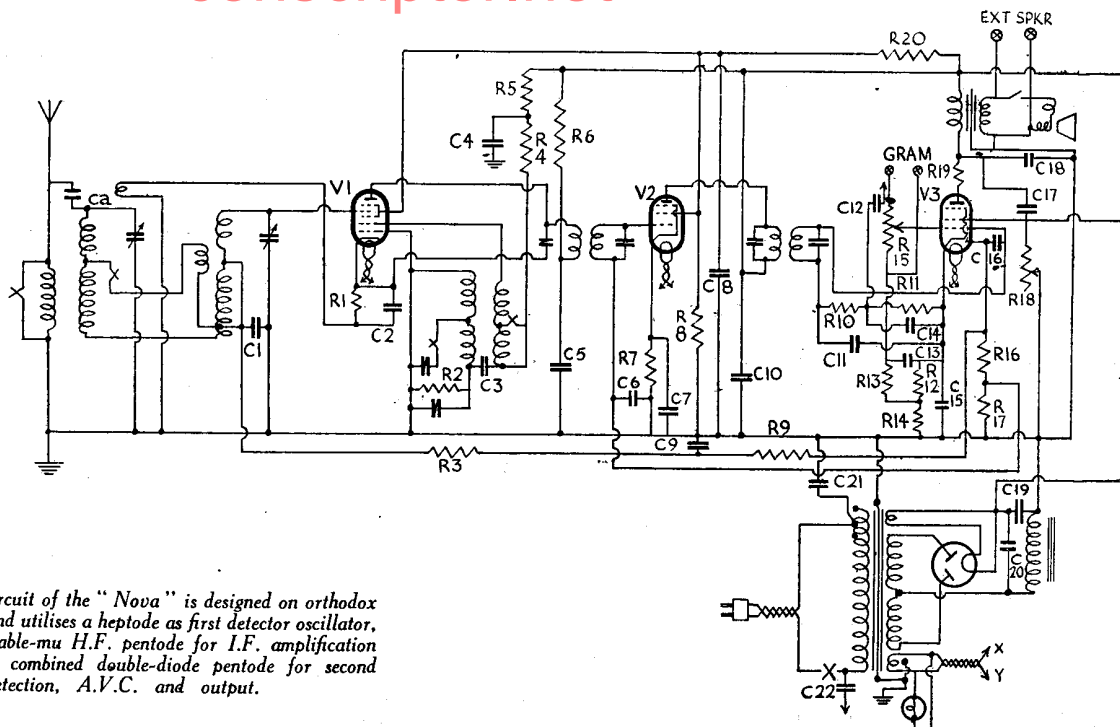 EXT SPKR
R20
R5
R6
C4
R4
GRAM
C18
R19
V1
V2
V3
C17
ca
C12
R15
C16
C8
R18
R11
R1
C2
R8
R10
C14
C1
C11
C13
R2
C3
C5
R7
C10
R13
R12
R16
C6
C7
C15
R17
R14
C9
R9
R3
C21
C19
C20
rcuit of the " Nova " is designed on orthodox
nd utilises a heptode as first detector oscillator,
able-mu H.F. pentode for I.F. amplification
combined double-diode pentode for second
etection, A.V.C. and output.
X
Y
C22